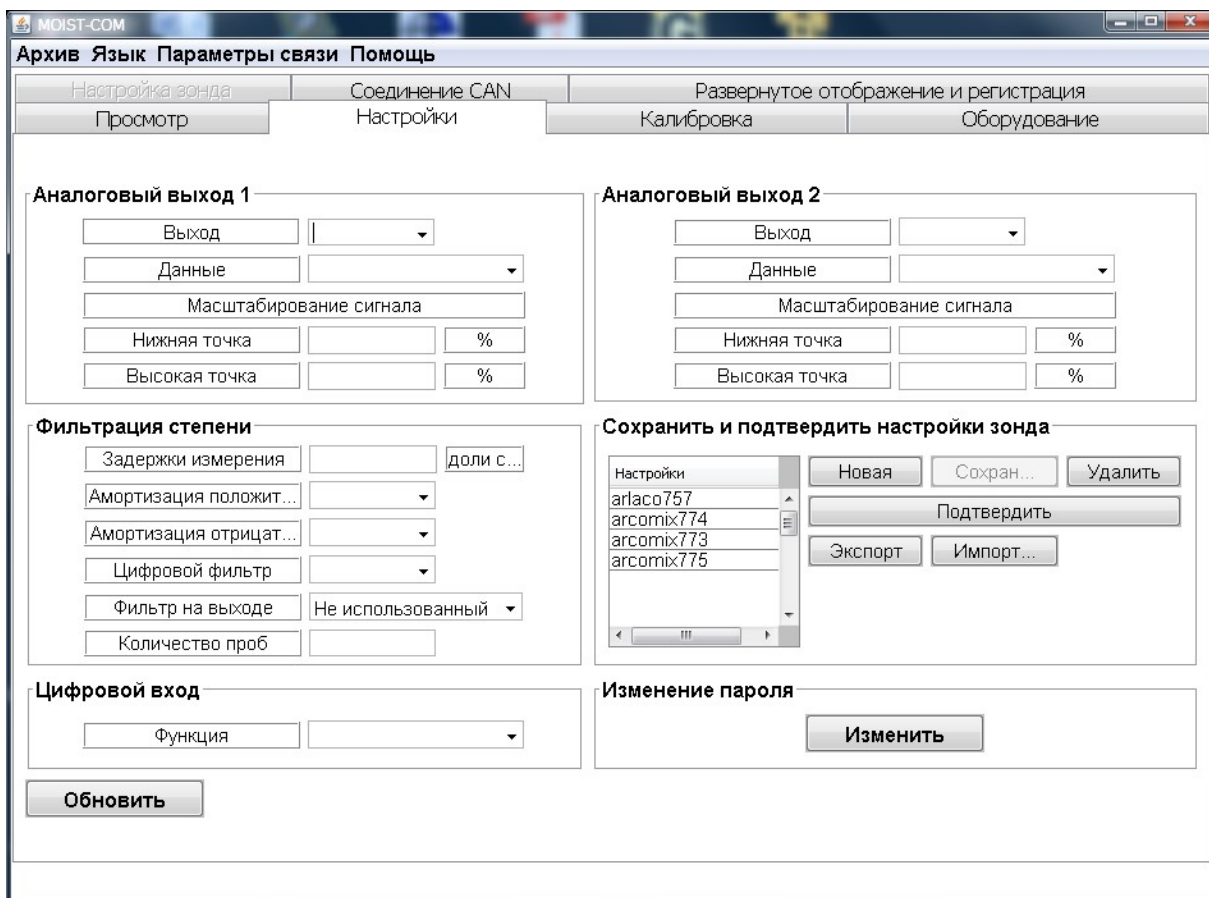 MOIST-COM
Архив Язык Параметры связи Помощь
Настройка зонда Соединение CAN Развернутое отображение и регистрация
Просмотр Настройки Калибровка Оборудование
Аналоговый выход 1
Выход
Данные
Масштабирование сигнала
Нижняя точка %
Высокая точка %
Аналоговый выход 2
Выход
Данные
Масштабирование сигнала
Нижняя точка %
Высокая точка %
Фильтрация степени
Задержки измерения доли с...
Амортизация положит...
Амортизация отрицат...
Цифровой фильтр
Фильтр на выходе Не использованный
Количество проб
Сохранить и подтвердить настройки зонда
Настройки
arlaco757
arcomix774
arcomix773
arcomix775
Новая Сохран... Удалить
Подтвердить
Экспорт Импорт...
Цифровой вход
Функция
Изменение пароля
Изменить
Обновить